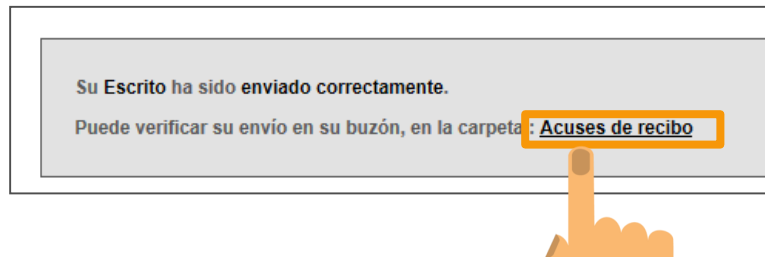 Su Escrito ha sido enviado correctamente.
Puede verificar su envío en su buzón, en la carpeta : Acuses de recibo